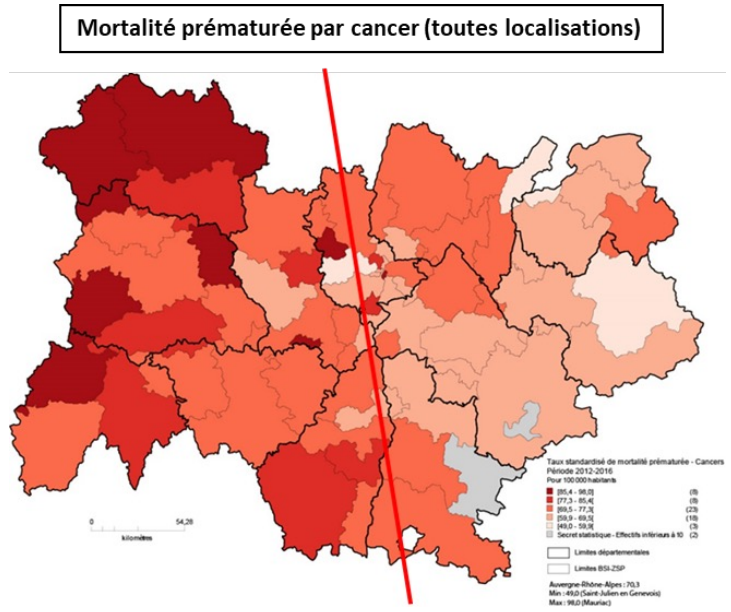 Mortalité prématurée par cancer (toutes localisations)
Taux standardisé de mortalité prématurée - Cancers
Période 2012-2016
Pour 100 000 habitants
[85,4 - 98,0] (8)
[77,3 - 85,4[ (8)
[69,5 - 77,3[ (23)
[59,9 - 69,5[ (18)
[49,0 - 59,9[ (3)
Secret statistique - Effectifs inférieurs à 10 (2)
0 54,28
kilomètres
Limites départementales
Limites BSI-ZSP
Auvergne-Rhône-Alpes : 70,3
Min : 49,0 (Saint-Julien en Genevois)
Max : 98,0 (Mauriac)